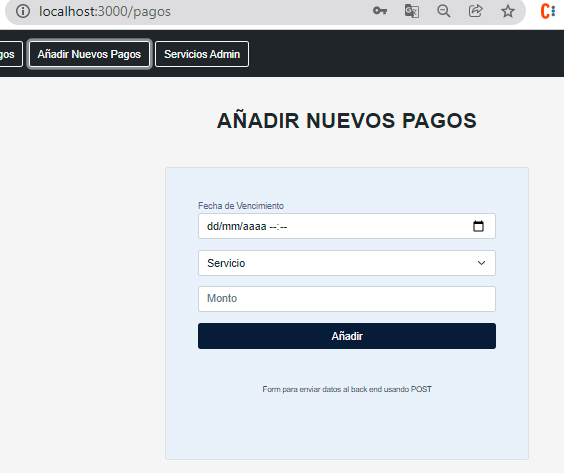 localhost:3000/pagos
gos
Añadir Nuevos Pagos
Servicios Admin
AÑADIR NUEVOS PAGOS
Fecha de Vencimiento
dd/mm/aaaa --:--
Servicio
Monto
Añadir
Form para enviar datos al back end usando POST